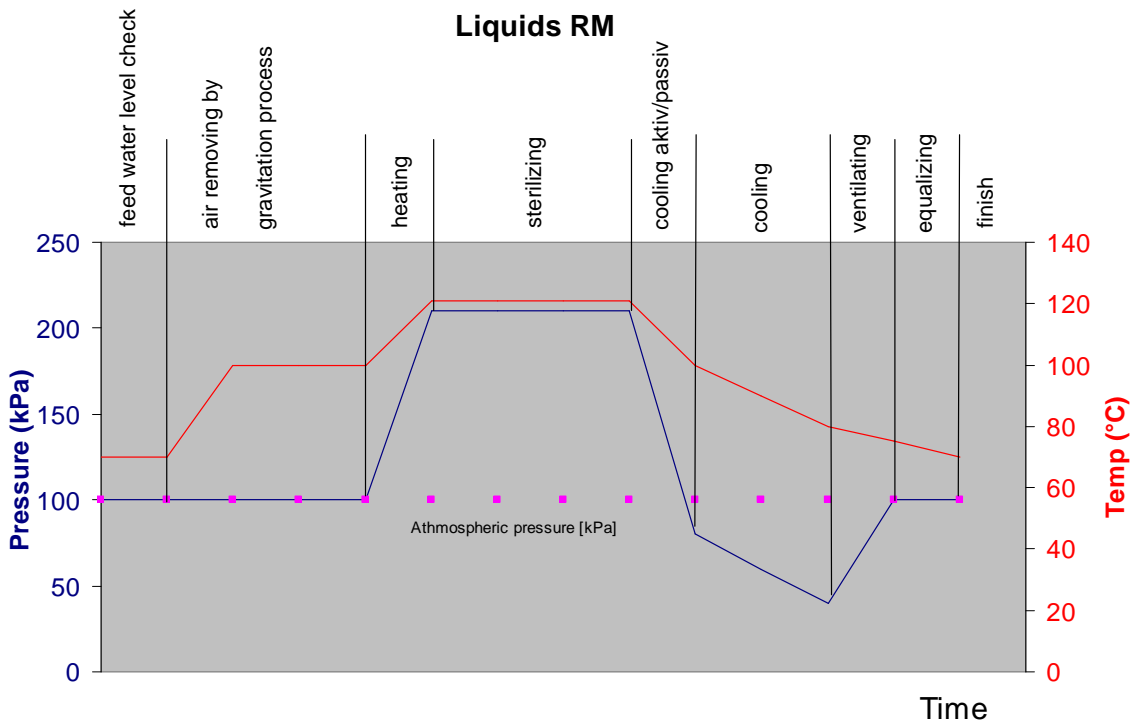 Liquids RM
feed water level check
air removing by
gravitation process
heating
sterilizing
cooling aktiv/passiv
cooling
ventilating
equalizing
finish
250
200
150
100
50
0
Pressure (kPa)
140
120
100
80
60
40
20
0
Temp (°C)
Athmospheric pressure [kPa]
Time